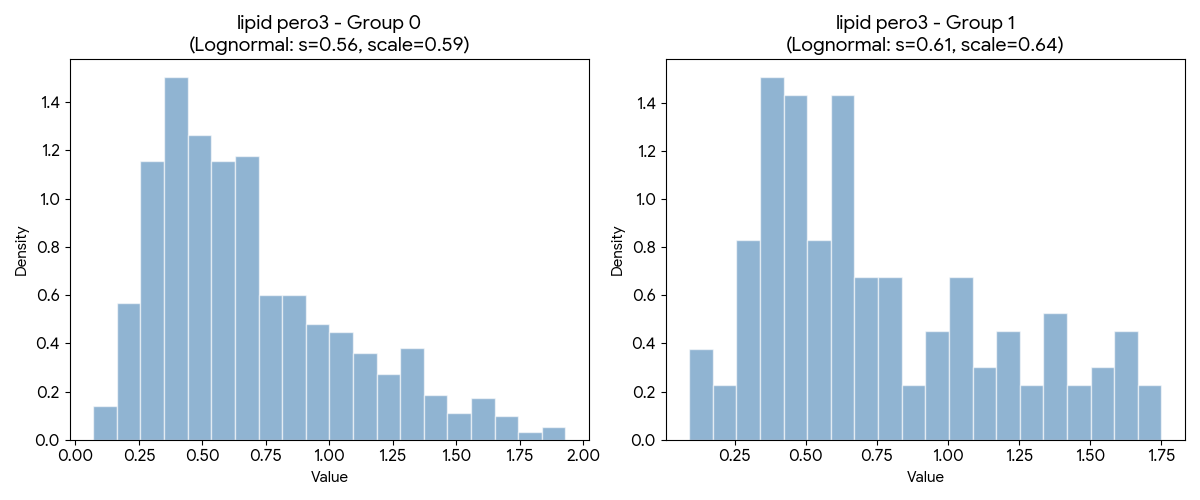 lipid pero3 - Group 0
(Lognormal: s=0.56, scale=0.59)
Density
1.4
1.2
1.0
0.8
0.6
0.4
0.2
0.0
0.00 0.25 0.50 0.75 1.00 1.25 1.50 1.75 2.00
Value
lipid pero3 - Group 1
(Lognormal: s=0.61, scale=0.64)
Density
1.4
1.2
1.0
0.8
0.6
0.4
0.2
0.0
0.25 0.50 0.75 1.00 1.25 1.50 1.75
Value